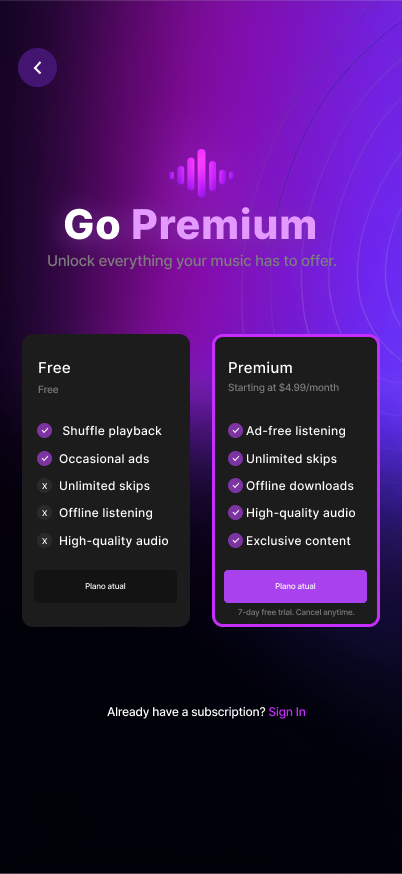 Go Premium
Unlock everything your music has to offer.
Free
Free
Shuffle playback
Occasional ads
X Unlimited skips
X Offline listening
X High-quality audio
Plano atual
Premium
Starting at $4.99/month
Ad-free listening
Unlimited skips
Offline downloads
High-quality audio
Exclusive content
Plano atual
7-day free trial. Cancel anytime.
Already have a subscription? Sign In